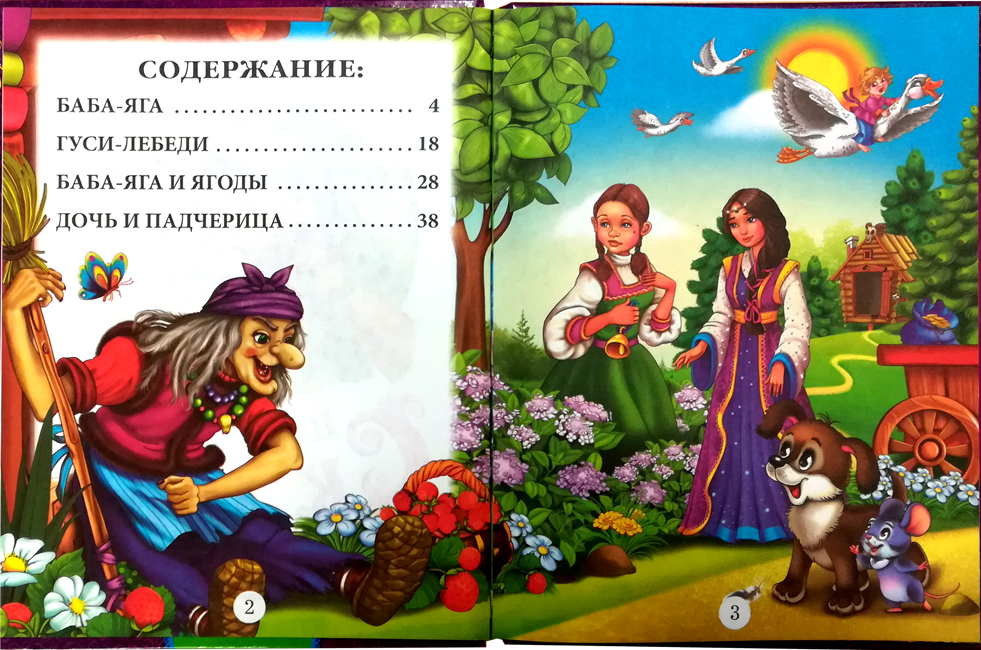 СОДЕРЖАНИЕ:
БАБА-ЯГА ........................... 4
ГУСИ-ЛЕБЕДИ ...................... 18
БАБА-ЯГА И ЯГОДЫ ............... 28
ДОЧЬ И ПАДЧЕРИЦА .............. 38
2
3